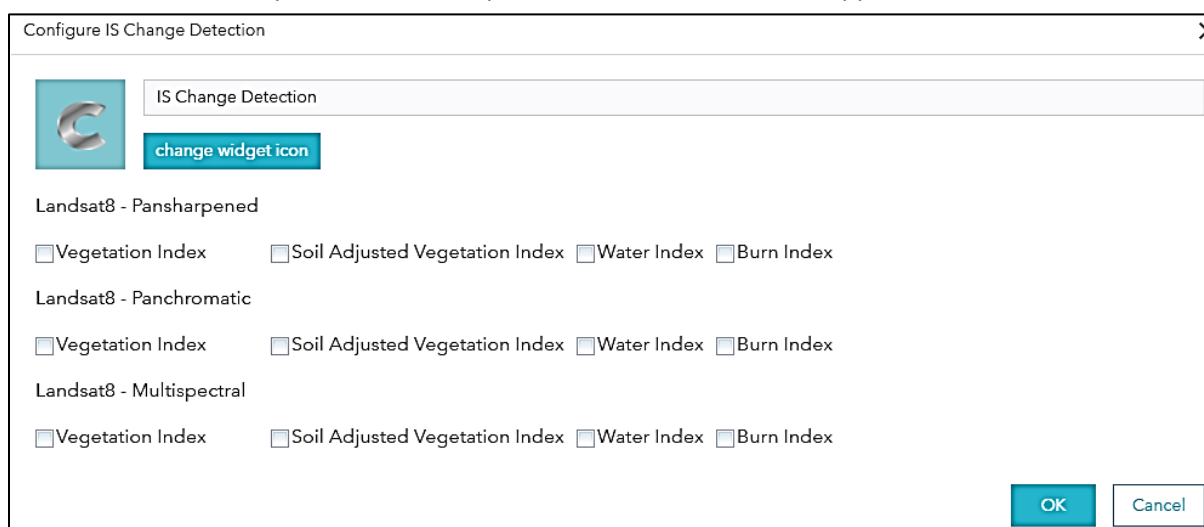 Configure IS Change Detection
IS Change Detection
change widget icon
Landsat8 - Pansharpened
Vegetation Index Soil Adjusted Vegetation Index Water Index Burn Index
Landsat8 - Panchromatic
Vegetation Index Soil Adjusted Vegetation Index Water Index Burn Index
Landsat8 - Multispectral
Vegetation Index Soil Adjusted Vegetation Index Water Index Burn Index
OK Cancel